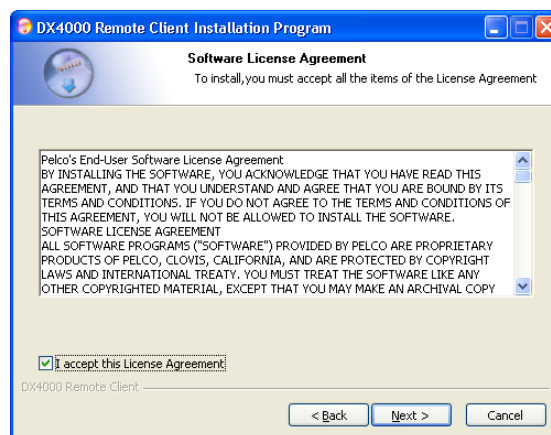 DX4000 Remote Client Installation Program
Software License Agreement
To install,you must accept all the items of the License Agreement
Pelco's End-User Software License Agreement
BY INSTALLING THE SOFTWARE, YOU ACKNOWLEDGE THAT YOU HAVE READ THIS
AGREEMENT, AND THAT YOU UNDERSTAND AND AGREE THAT YOU ARE BOUND BY ITS
TERMS AND CONDITIONS. IF YOU DO NOT AGREE TO THE TERMS AND CONDITIONS OF
THIS AGREEMENT, YOU WILL NOT BE ALLOWED TO INSTALL THE SOFTWARE.
SOFTWARE LICENSE AGREEMENT
ALL SOFTWARE PROGRAMS ("SOFTWARE") PROVIDED BY PELCO ARE PROPRIETARY
PRODUCTS OF PELCO, CLOVIS, CALIFORNIA, AND ARE PROTECTED BY COPYRIGHT
LAWS AND INTERNATIONAL TREATY. YOU MUST TREAT THE SOFTWARE LIKE ANY
OTHER COPYRIGHTED MATERIAL, EXCEPT THAT YOU MAY MAKE AN ARCHIVAL COPY
I accept this License Agreement
DX4000 Remote Client
< Back Next > Cancel